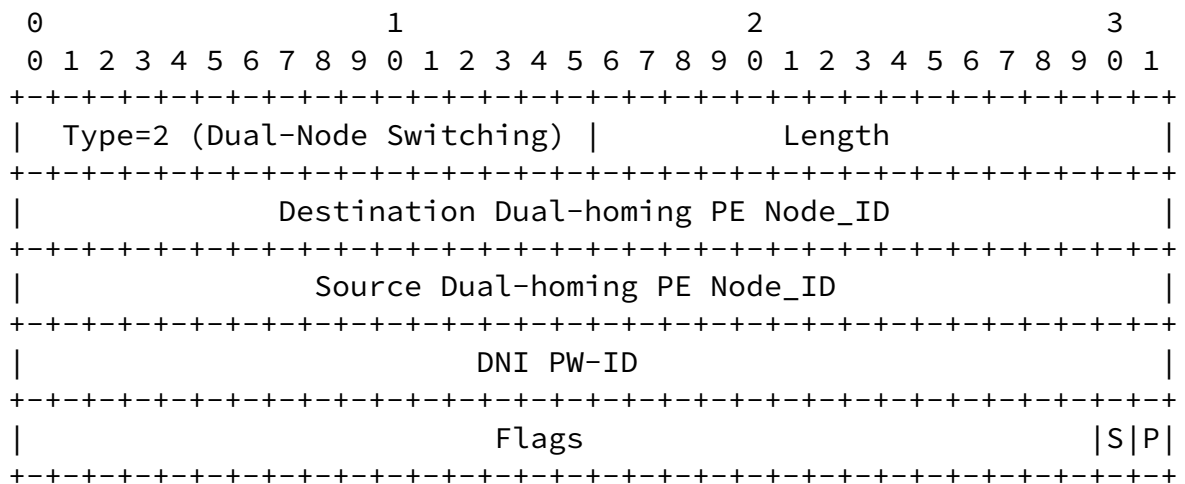 0                   1                   2                   3
 0 1 2 3 4 5 6 7 8 9 0 1 2 3 4 5 6 7 8 9 0 1 2 3 4 5 6 7 8 9 0 1
+-+-+-+-+-+-+-+-+-+-+-+-+-+-+-+-+-+-+-+-+-+-+-+-+-+-+-+-+-+-+-+-+
|  Type=2 (Dual-Node Switching) |          Length               |
+-+-+-+-+-+-+-+-+-+-+-+-+-+-+-+-+-+-+-+-+-+-+-+-+-+-+-+-+-+-+-+-+
|              Destination Dual-homing PE Node_ID               |
+-+-+-+-+-+-+-+-+-+-+-+-+-+-+-+-+-+-+-+-+-+-+-+-+-+-+-+-+-+-+-+-+
|                Source Dual-homing PE Node_ID                  |
+-+-+-+-+-+-+-+-+-+-+-+-+-+-+-+-+-+-+-+-+-+-+-+-+-+-+-+-+-+-+-+-+
|                         DNI PW-ID                             |
+-+-+-+-+-+-+-+-+-+-+-+-+-+-+-+-+-+-+-+-+-+-+-+-+-+-+-+-+-+-+-+-+
|                          Flags                            |S|P|
+-+-+-+-+-+-+-+-+-+-+-+-+-+-+-+-+-+-+-+-+-+-+-+-+-+-+-+-+-+-+-+-+